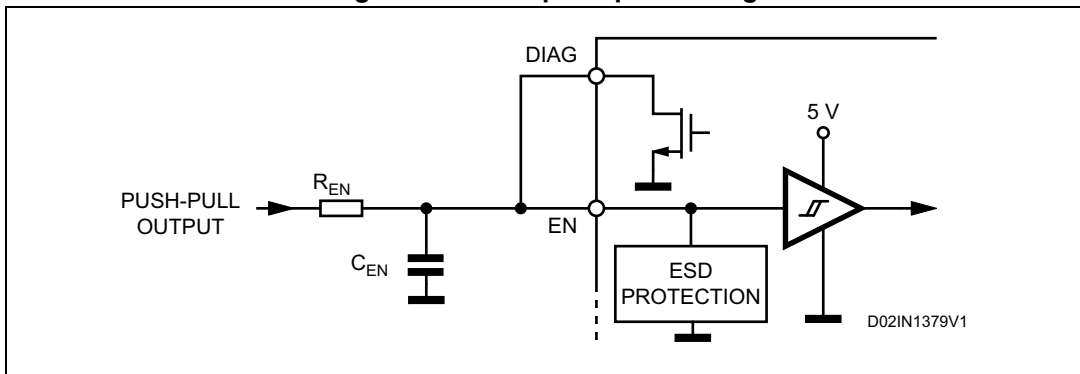 DIAG
5 V
PUSH-PULL
OUTPUT
R_EN
EN
C_EN
ESD
PROTECTION
D02IN1379V1